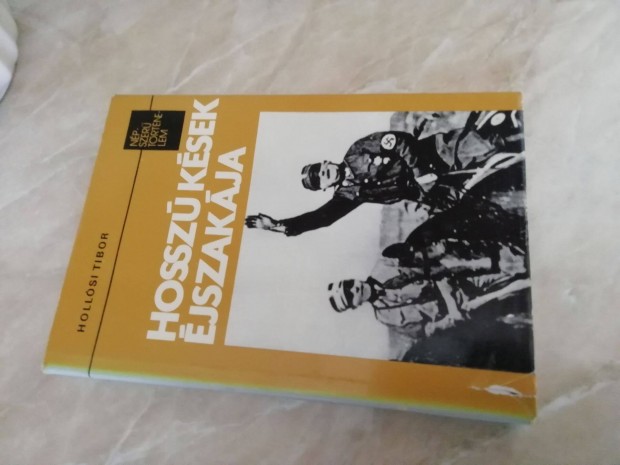 HOLLÓSI TIBOR
NÉP-
SZERŰ
TÖRTÉNE-
LEM
HOSSZÚ KÉSEK
ÉJSZAKÁJA